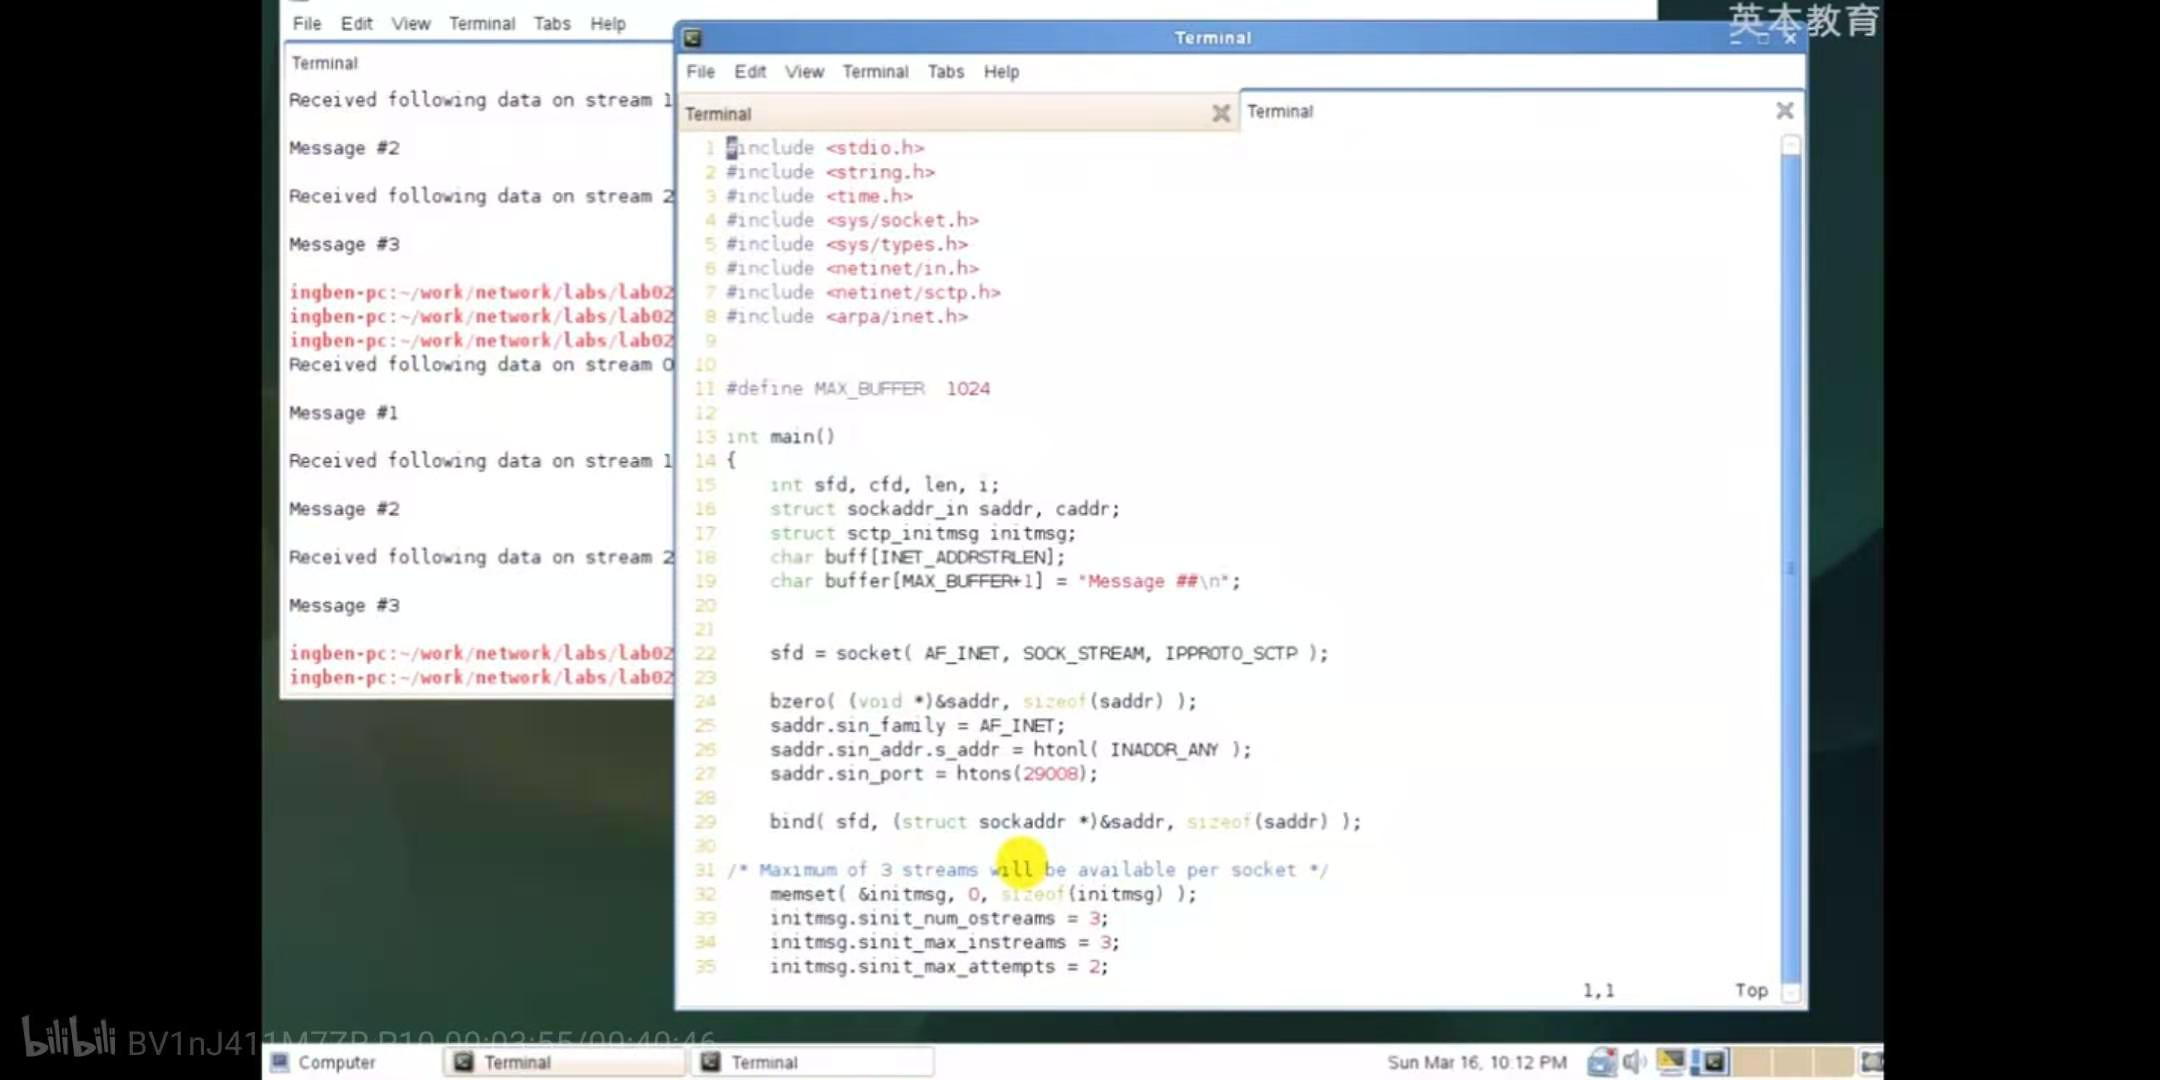 英本教育
File Edit View Terminal Tabs Help
Terminal
Received following data on stream 1
Message #2
Received following data on stream 2
Message #3
ingben-pc:~/work/network/labs/lab02
ingben-pc:~/work/network/labs/lab02
ingben-pc:~/work/network/labs/lab02
Received following data on stream 0
Message #1
Received following data on stream 1
Message #2
Received following data on stream 2
Message #3
ingben-pc:~/work/network/labs/lab02
ingben-pc:~/work/network/labs/lab02
Terminal
File Edit View Terminal Tabs Help
Terminal Terminal
1 #include <stdio.h>
2 #include <string.h>
3 #include <time.h>
4 #include <sys/socket.h>
5 #include <sys/types.h>
6 #include <netinet/in.h>
7 #include <netinet/sctp.h>
8 #include <arpa/inet.h>
9
10
11 #define MAX_BUFFER  1024
12
13 int main()
14 {
15     int sfd, cfd, len, i;
16     struct sockaddr_in saddr, caddr;
17     struct sctp_initmsg initmsg;
18     char buff[INET_ADDRSTRLEN];
19     char buffer[MAX_BUFFER+1] = "Message ##\n";
20
21
22     sfd = socket( AF_INET, SOCK_STREAM, IPPROTO_SCTP );
23
24     bzero( (void *)&saddr, sizeof(saddr) );
25     saddr.sin_family = AF_INET;
26     saddr.sin_addr.s_addr = htonl( INADDR_ANY );
27     saddr.sin_port = htons(29008);
28
29     bind( sfd, (struct sockaddr *)&saddr, sizeof(saddr) );
30
31 /* Maximum of 3 streams will be available per socket */
32     memset( &initmsg, 0, sizeof(initmsg) );
33     initmsg.sinit_num_ostreams = 3;
34     initmsg.sinit_max_instreams = 3;
35     initmsg.sinit_max_attempts = 2;
1,1 Top
bilibili BV1nJ411M7ZP P10 00:03:55/00:40:46
Computer Terminal Terminal Sun Mar 16, 10:12 PM